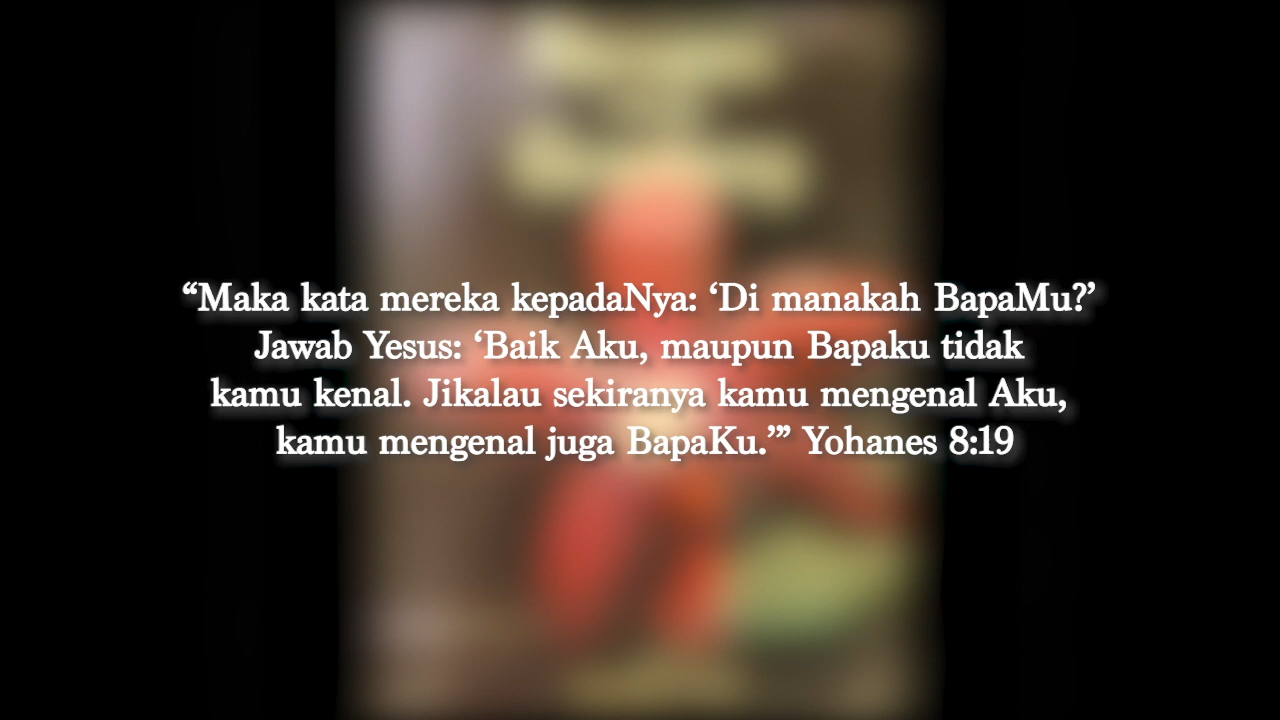 “Maka kata mereka kepadaNya: ‘Di manakah BapaMu?’
Jawab Yesus: ‘Baik Aku, maupun Bapaku tidak
kamu kenal. Jikalau sekiranya kamu mengenal Aku,
kamu mengenal juga BapaKu.’” Yohanes 8:19